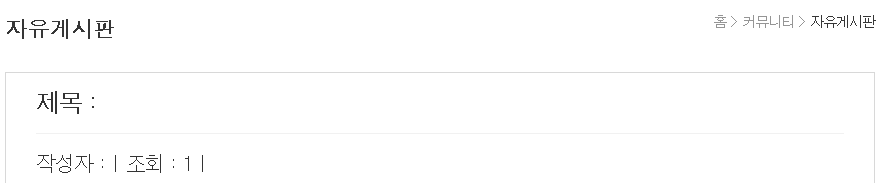 자유게시판
홈 > 커뮤니티 > 자유게시판
제목 :
작성자 : | 조회 : 1 |